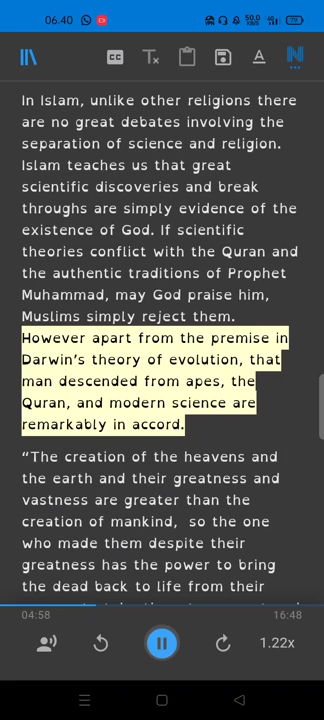 06.40
50.0
KB/S
4G
79
CC
In Islam, unlike other religions there
are no great debates involving the
separation of science and religion.
Islam teaches us that great
scientific discoveries and break
throughs are simply evidence of the
existence of God. If scientific
theories conflict with the Quran and
the authentic traditions of Prophet
Muhammad, may God praise him,
Muslims simply reject them.
However apart from the premise in
Darwin's theory of evolution, that
man descended from apes, the
Quran, and modern science are
remarkably in accord.
“The creation of the heavens and
the earth and their greatness and
vastness are greater than the
creation of mankind,  so the one
who made them despite their
greatness has the power to bring
the dead back to life from their
04:58
16:48
1.22x